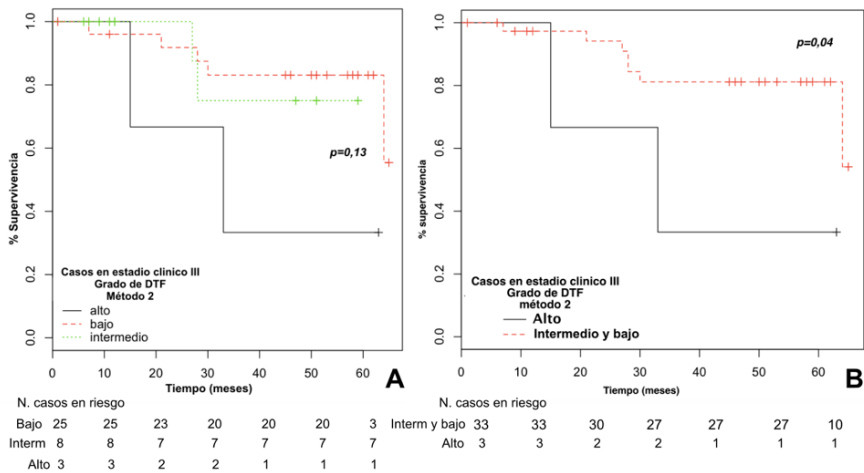 1.0
0.8
0.6
0.4
0.2
0.0
% Supervivencia
p=0,13
Casos en estadio clinico III
Grado de DTF
Método 2
alto
bajo
intermedio
0 10 20 30 40 50 60
Tiempo (meses)
A
N. casos en riesgo
Bajo 25 25 23 20 20 20 3
Interm 8 8 7 7 7 7 7
Alto 3 3 2 2 1 1 1
1.0
0.8
0.6
0.4
0.2
0.0
% supervivencia
p=0,04
Casos en estadio clinico III
Grado de DTF
método 2
Alto
Intermedio y bajo
0 10 20 30 40 50 60
Tiempo (meses)
B
N. casos en riesgo
Interm y bajo 33 33 30 27 27 27 10
Alto 3 3 2 2 1 1 1